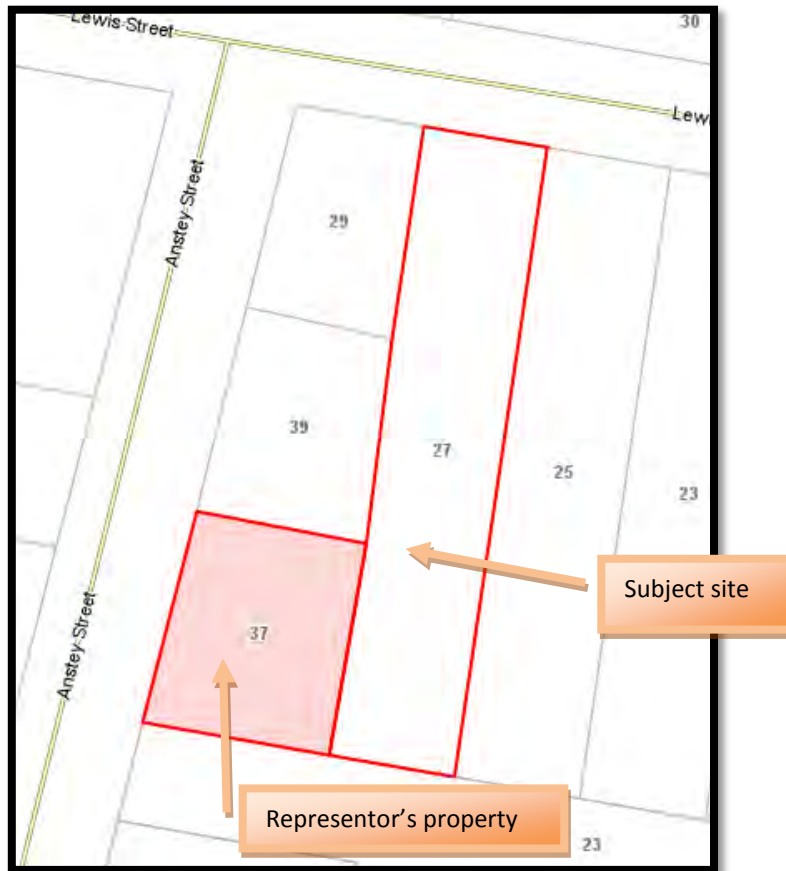 Lewis Street
30
Lew
Anstey Street
29
39
27
25
23
Subject site
37
Anstey Street
Representor's property
23